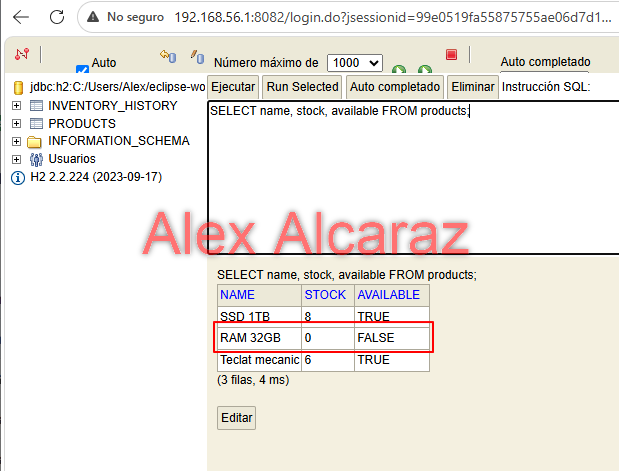 No seguro 192.168.56.1:8082/login.do?jsessionid=99e0519fa55875755ae06d7d1...
Auto Número máximo de 1000 Auto completado
jdbc:h2:C:/Users/Alex/eclipse-wo
INVENTORY_HISTORY
PRODUCTS
INFORMATION_SCHEMA
Usuarios
H2 2.2.224 (2023-09-17)
Ejecutar Run Selected Auto completado Eliminar Instrucción SQL:
SELECT name, stock, available FROM products;
Alex Alcaraz
SELECT name, stock, available FROM products;
NAME STOCK AVAILABLE
SSD 1TB 8 TRUE
RAM 32GB 0 FALSE
Teclat mecanic 6 TRUE
(3 filas, 4 ms)
Editar